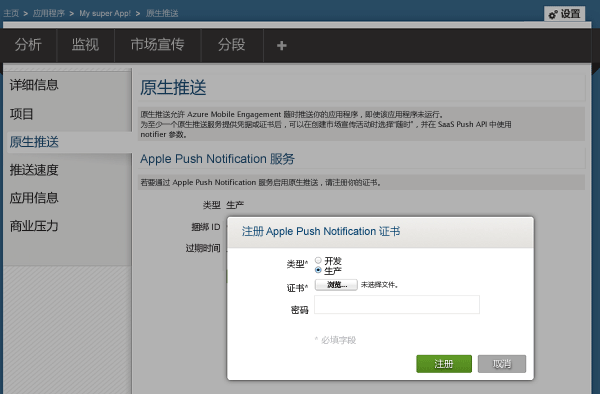 主页 > 应用程序 > My super App! > 原生推送
设置
分析 监视 市场宣传 分段 +
详细信息
项目
原生推送
推送速度
应用信息
商业压力
原生推送
原生推送允许 Azure Mobile Engagement 随时推送你的应用程序，即使该应用程序未运行。
为至少一个原生推送服务提供凭据或证书后，可以在创建市场宣传活动时选择“随时”，并在 SaaS Push API 中使用
notifier 参数。
Apple Push Notification 服务
若要通过 Apple Push Notification 服务启用原生推送，请注册你的证书。
类型 生产
捆绑 ID
过期时间
注册 Apple Push Notification 证书
类型* 开发
生产
证书* 浏览... 未选择文件。
密码
* 必填字段
注册 取消